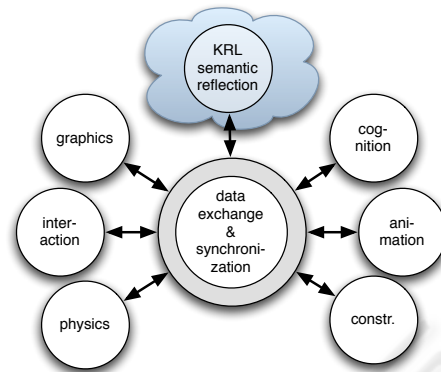 KRL
semantic
reflection
graphics
cog-
nition
inter-
action
data
exchange
&
synchroni-
zation
ani-
mation
physics
constr.